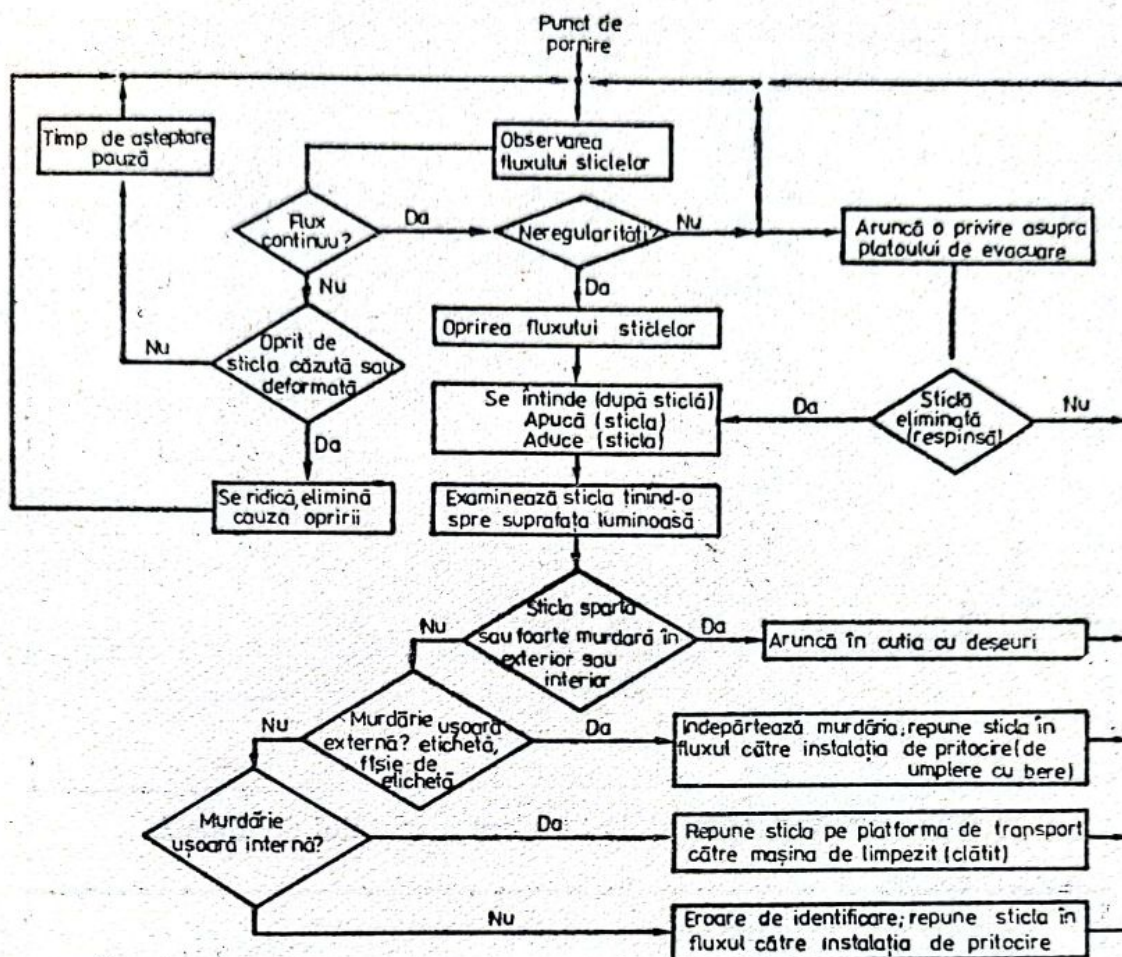 Punct de
pornire
Timp de așteptare
pauză
Observarea
fluxului sticlelor
Flux
continuu?
Da
Neregularități?
Nu
Aruncă o privire asupra
platoului de evacuare
Nu
Da
Oprit de
sticla căzută sau
deformată
Nu
Oprirea fluxului sticlelor
Se întinde (după sticlă)
Apucă (sticla)
Aduce (sticla)
Da
Sticlă
eliminată
(respinsă!
Nu
Da
Se ridică, elimină
cauza opririi
Examinează sticla tinînd-o
spre suprafața luminoasă
Sticla sparta
sau foarte murdară în
exterior sau
interior
Nu
Da
Aruncă în cutia cu deșeuri
Murdărie ușoară
externă? etichetă,
fîșie de
etichetă
Nu
Da
Indepărtează murdăria; repune sticla în
fluxul către instalația de pritocire (de
umplere cu bere)
Murdărie
ușoară internă?
Da
Repune sticla pe platforma de transport
către mașina de limpezit (clătit)
Nu
Eroare de identificare; repune sticla în
fluxul către instalația de pritocire